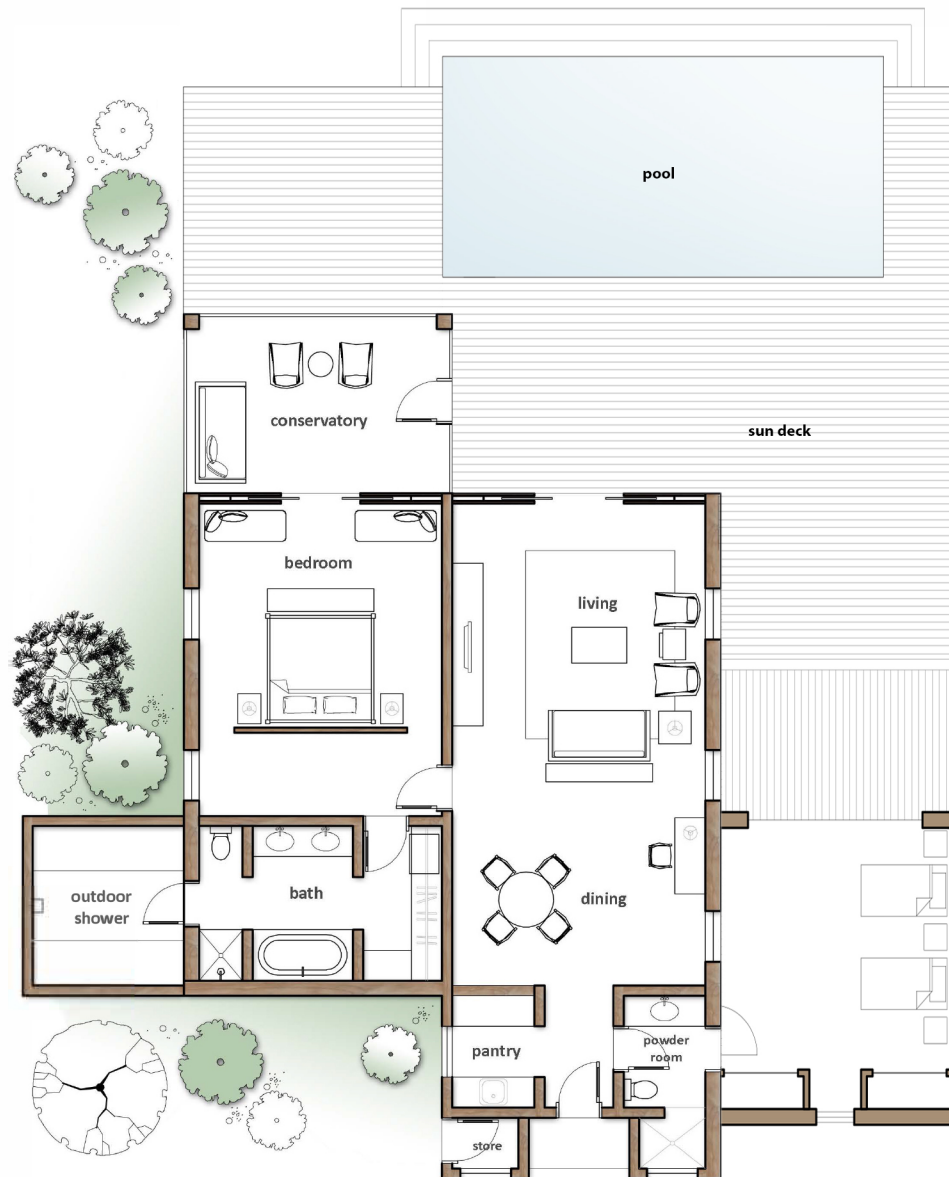 pool
sun deck
conservatory
bedroom
living
outdoor
shower
bath
dining
pantry
powder
room
store